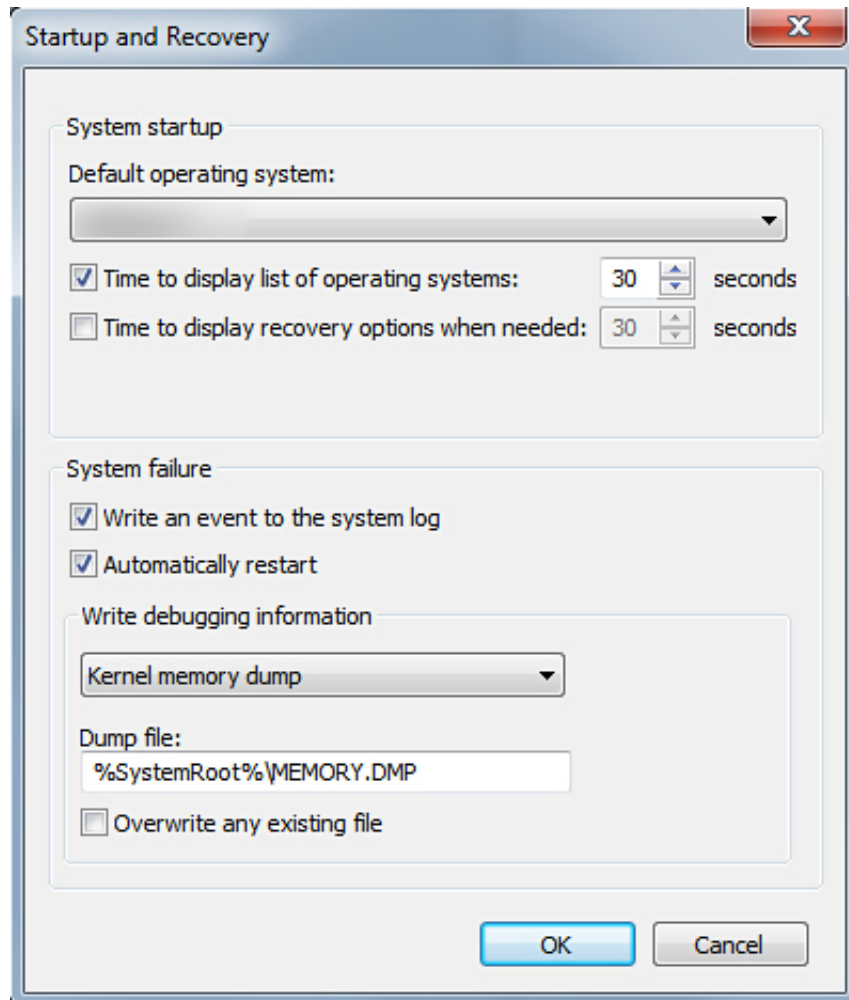 Startup and Recovery
System startup
Default operating system:
Time to display list of operating systems: 30 seconds
Time to display recovery options when needed: 30 seconds
System failure
Write an event to the system log
Automatically restart
Write debugging information
Kernel memory dump
Dump file:
%SystemRoot%\MEMORY.DMP
Overwrite any existing file
OK Cancel